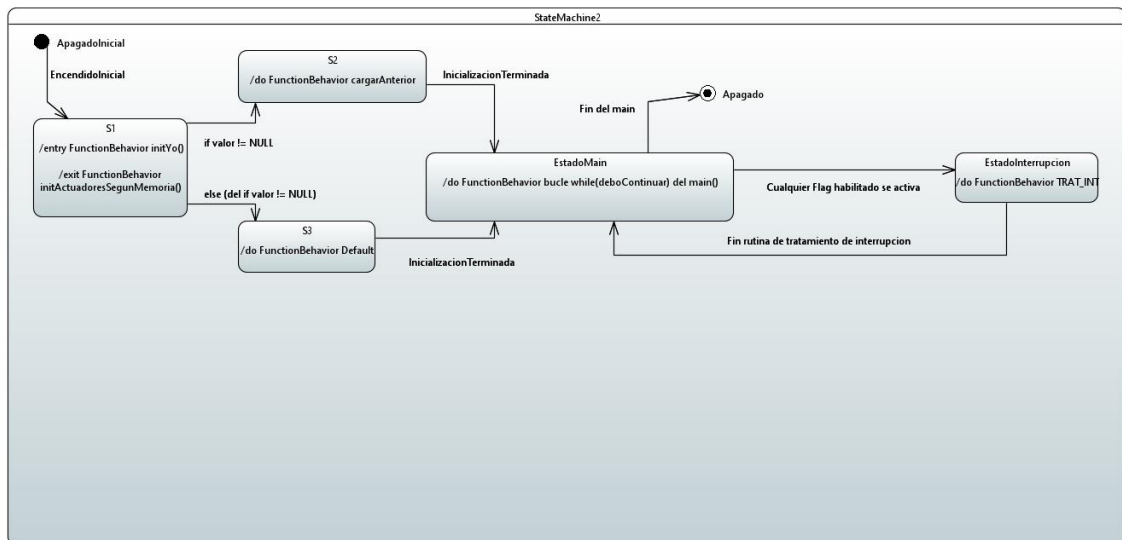 StateMachine2
ApagadoInicial
EncendidoInicial
S1
/entry FunctionBehavior initYo()
/exit FunctionBehavior
initActuadoresSegunMemoria()
S2
/do FunctionBehavior cargarAnterior
if valor != NULL
else (del if valor != NULL)
S3
/do FunctionBehavior Default
InicializacionTerminada
InicializacionTerminada
EstadoMain
/do FunctionBehavior bucle while(deboContinuar) del main()
Fin del main
Apagado
Cualquier Flag habilitado se activa
EstadoInterrupcion
/do FunctionBehavior TRAT_INT
Fin rutina de tratamiento de interrupcion